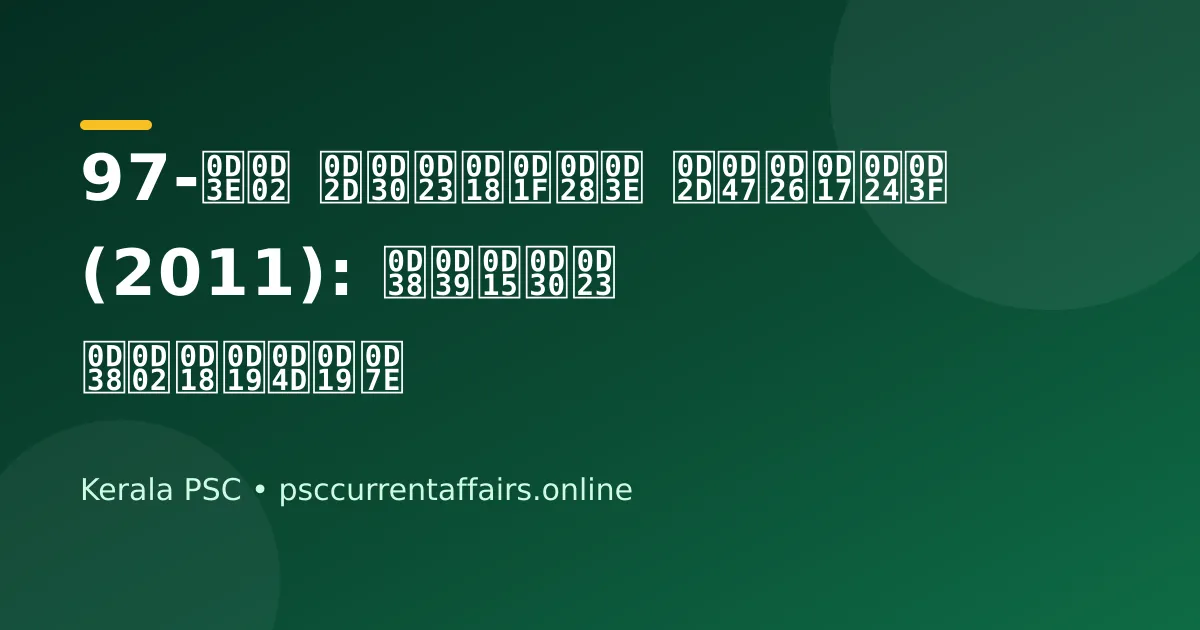 97-ാം ഭരണഘടനാ ഭേദഗതി
(2011): സഹകരണ
സംഘങ്ങൾ
Kerala PSC • psccurrentaffairs.online